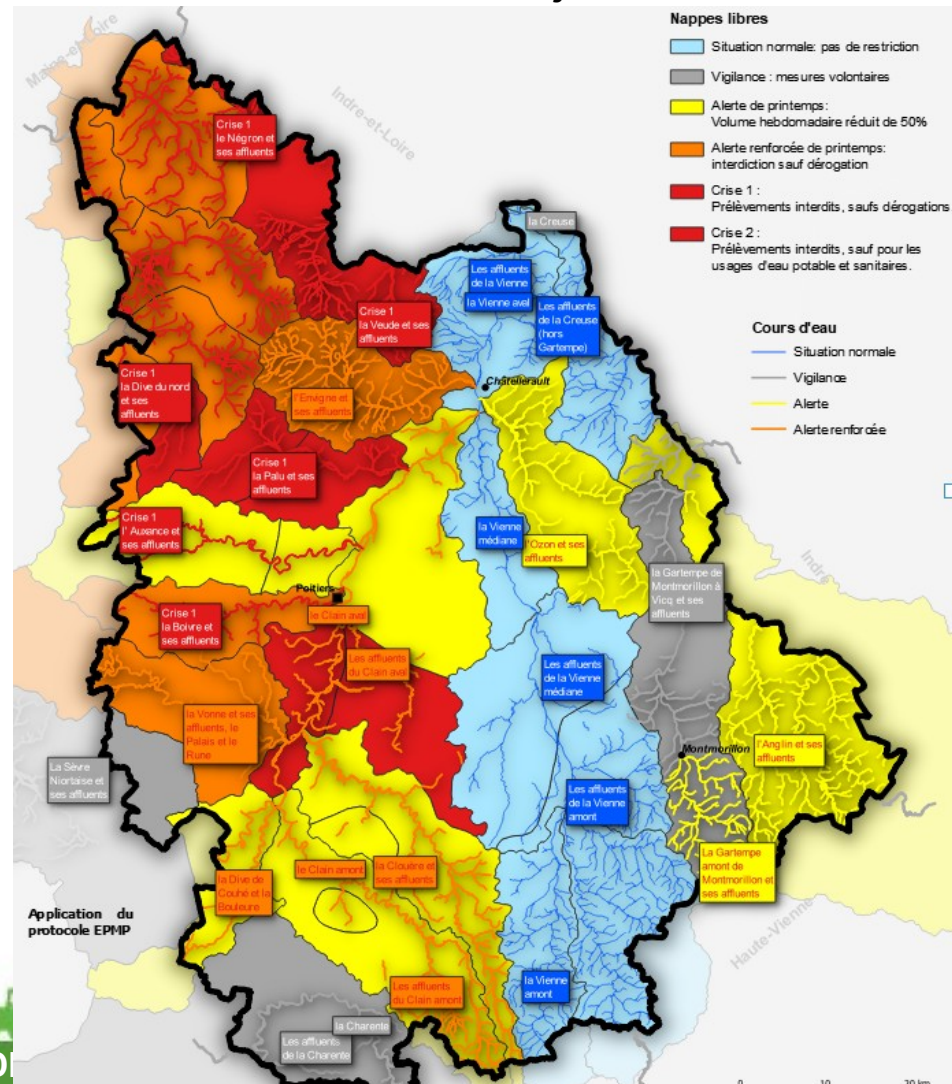 Nappes libres
Situation normale: pas de restriction
Vigilance : mesures volontaires
Alerte de printemps:
Volume hebdomadaire réduit de 50%
Alerte renforcée de printemps:
interdiction sauf dérogation
Crise 1 :
Prélèvements interdits, saufs dérogations
Crise 2 :
Prélèvements interdits, sauf pour les
usages d'eau potable et sanitaires.
Cours d'eau
Situation normale
Vigilance
Alerte
Alerte renforcée
Maine-et-Loire
Indre-et-Loire
Crise 1
le Négron et
ses affluents
la Creuse
Les affluents
de la Vienne
la Vienne aval
Les affluents
de la Creuse
(hors
Gartempe)
Crise 1
la Veude et ses
affluents
Châtellerault
Crise 1
la Dive du nord
et ses
affluents
l'Envigne et
ses affluents
Crise 1
la Palu et ses
affluents
Crise 1
l' Auxance et
ses affluents
la Vienne
médiane
l'Ozon et ses
affluents
Indre
la Gartempe de
Montmorillon à
Vicq et ses
affluents
Poitiers
le Clain aval
Crise 1
la Boivre et
ses affluents
Les affluents
du Clain aval
Les affluents
de la Vienne
médiane
la Vonne et ses
affluents, le
Palais et le
Rune
Montmorillon
l'Anglin et ses
affluents
La Sèvre
Niortaise et
ses affluents
Les affluents
de la Vienne
amont
La Gartempe
amont de
Montmorillon et
ses affluents
le Clain amont
la Clouère et
ses affluents
la Dive de
Couhé et la
Bouleure
Application du
protocole EPMP
Haute-Vienne
Les affluents
du Clain amont
la Vienne
amont
la Charente
Les affluents
de la Charente
0 10 20 km